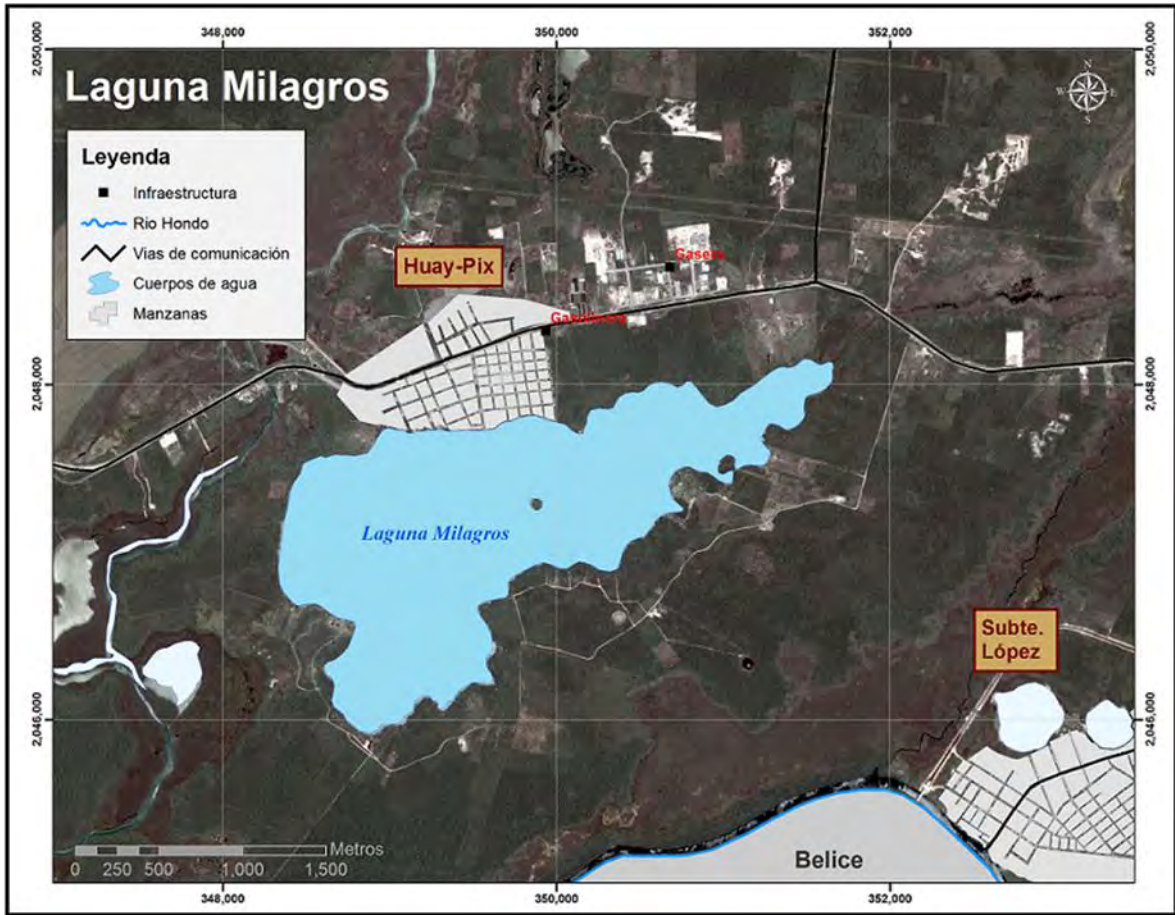 348,000
350,000
352,000
2,050,000
2,050,000
Laguna Milagros
N
W
E
S
Leyenda
Infraestructura
Rio Hondo
Vias de comunicación
Cuerpos de agua
Manzanas
Huay-Pix
Gasera
Gasolinera
2,048,000
2,048,000
Laguna Milagros
Subte.
López
2,046,000
2,046,000
Belice
Metros
0 250 500 1,000 1,500
348,000
350,000
352,000